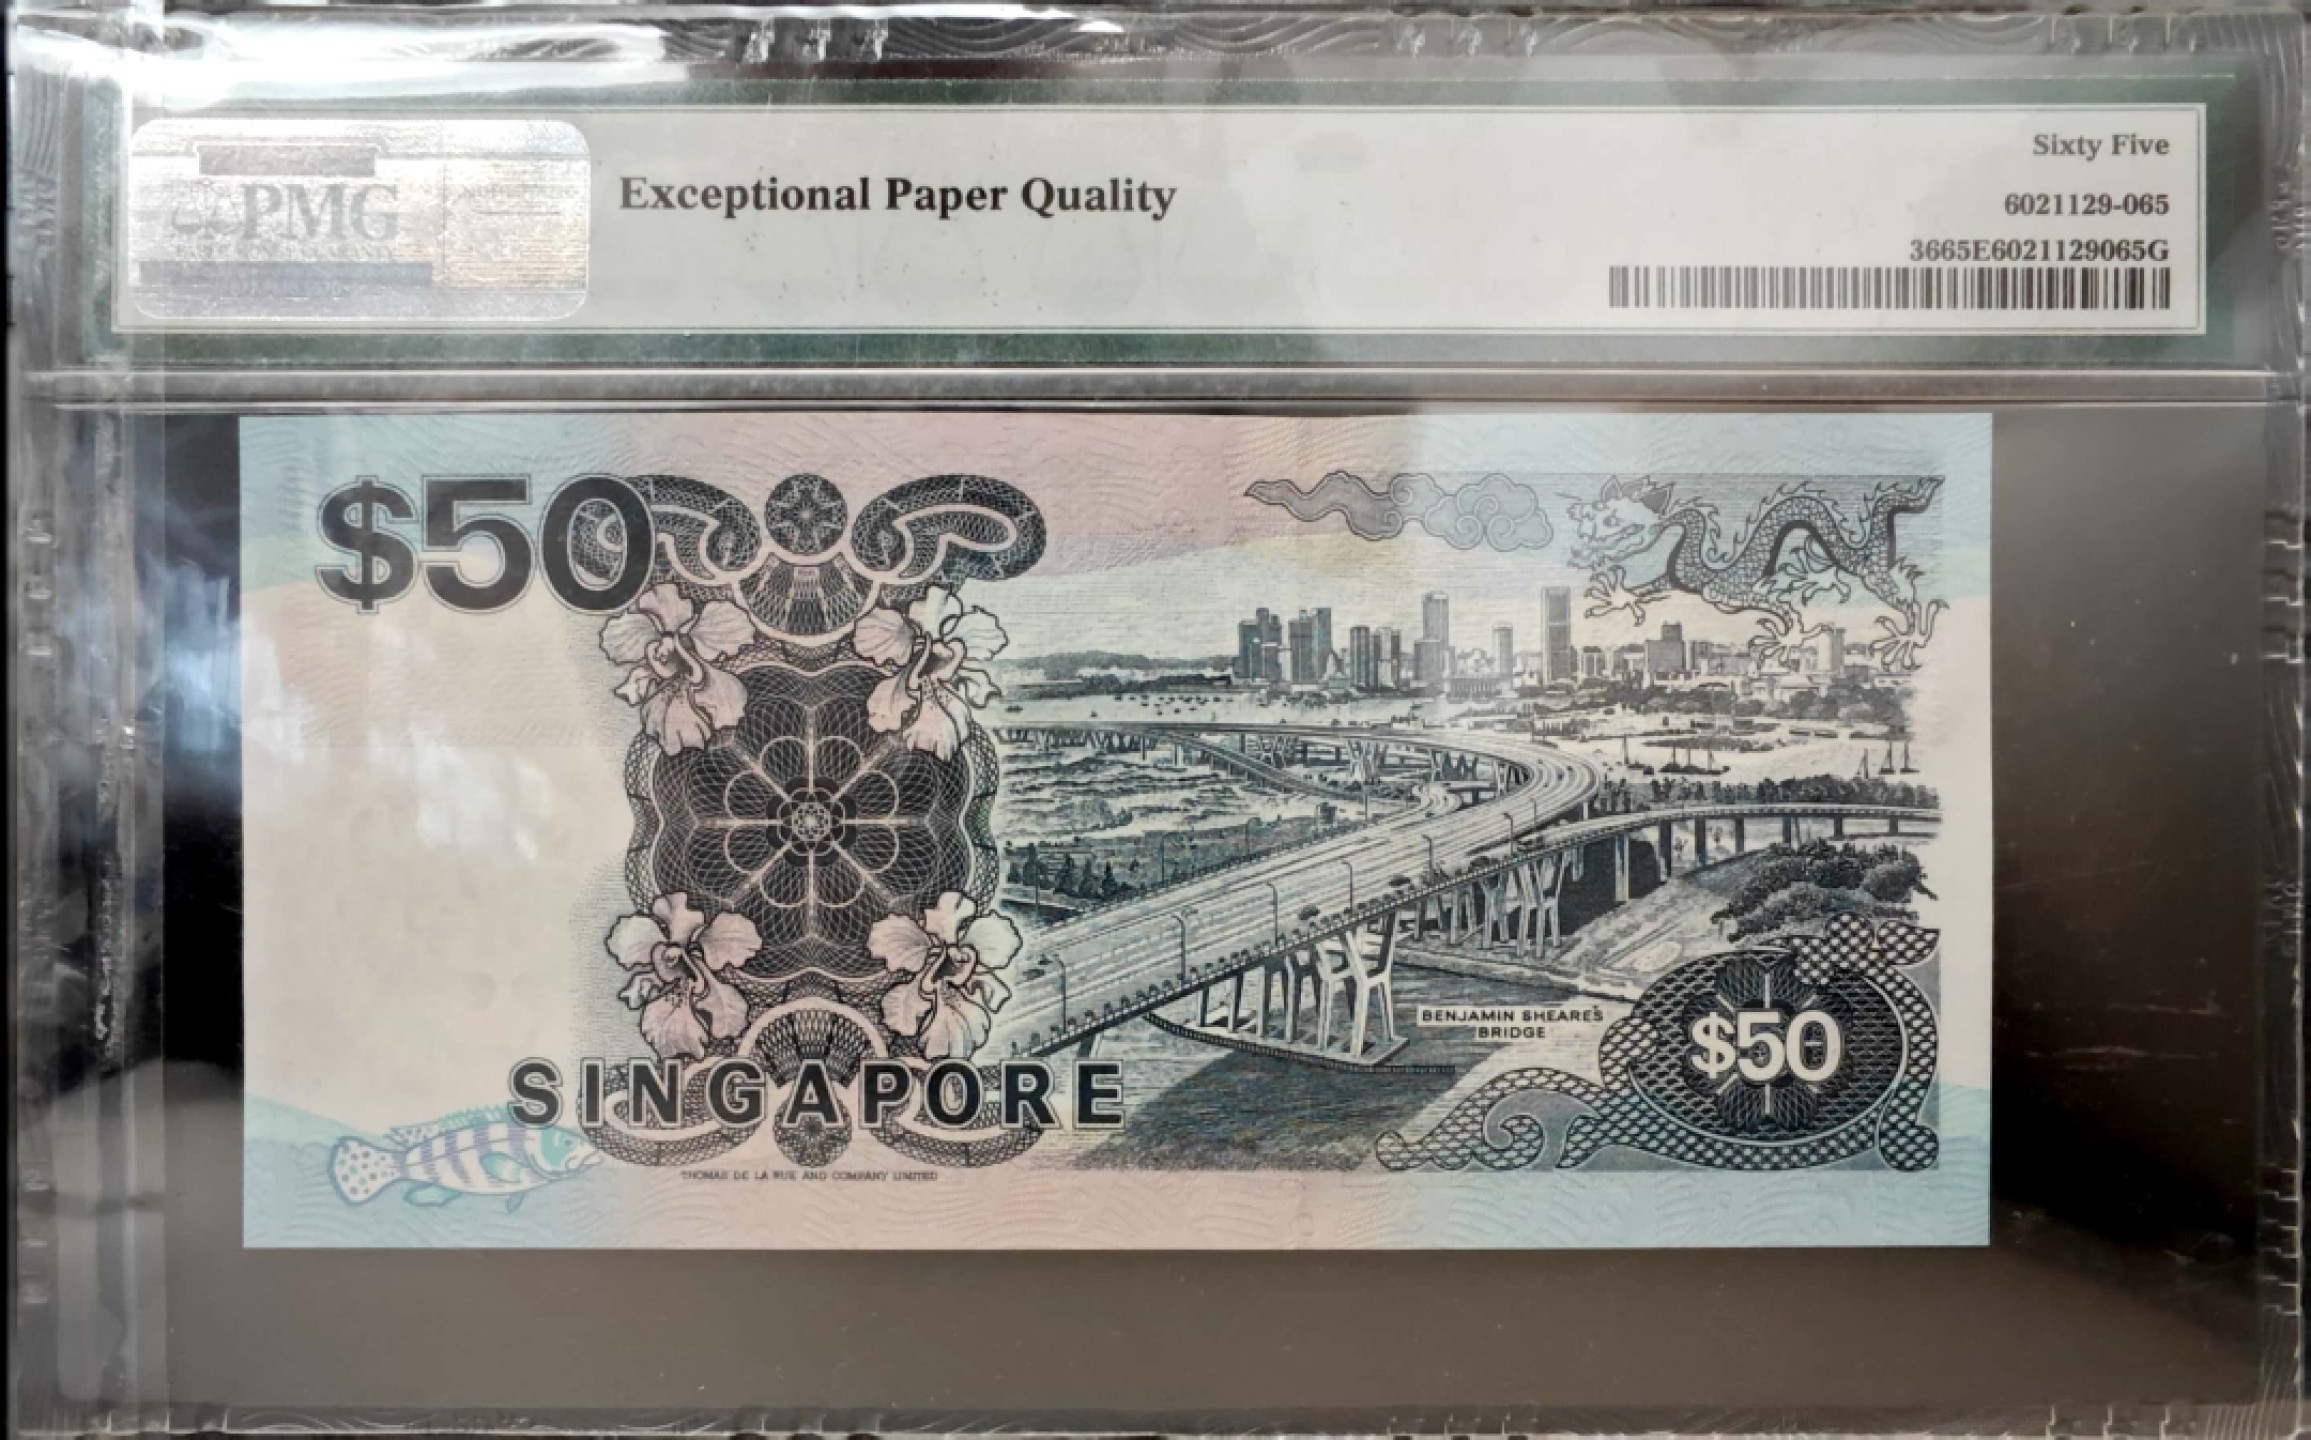 PMG
Exceptional Paper Quality
Sixty Five
6021129-065
3665E6021129065G
$50
BENJAMIN SHEARES
BRIDGE
$50
SINGAPORE
THOMAS DE LA RUE AND COMPANY LIMITED